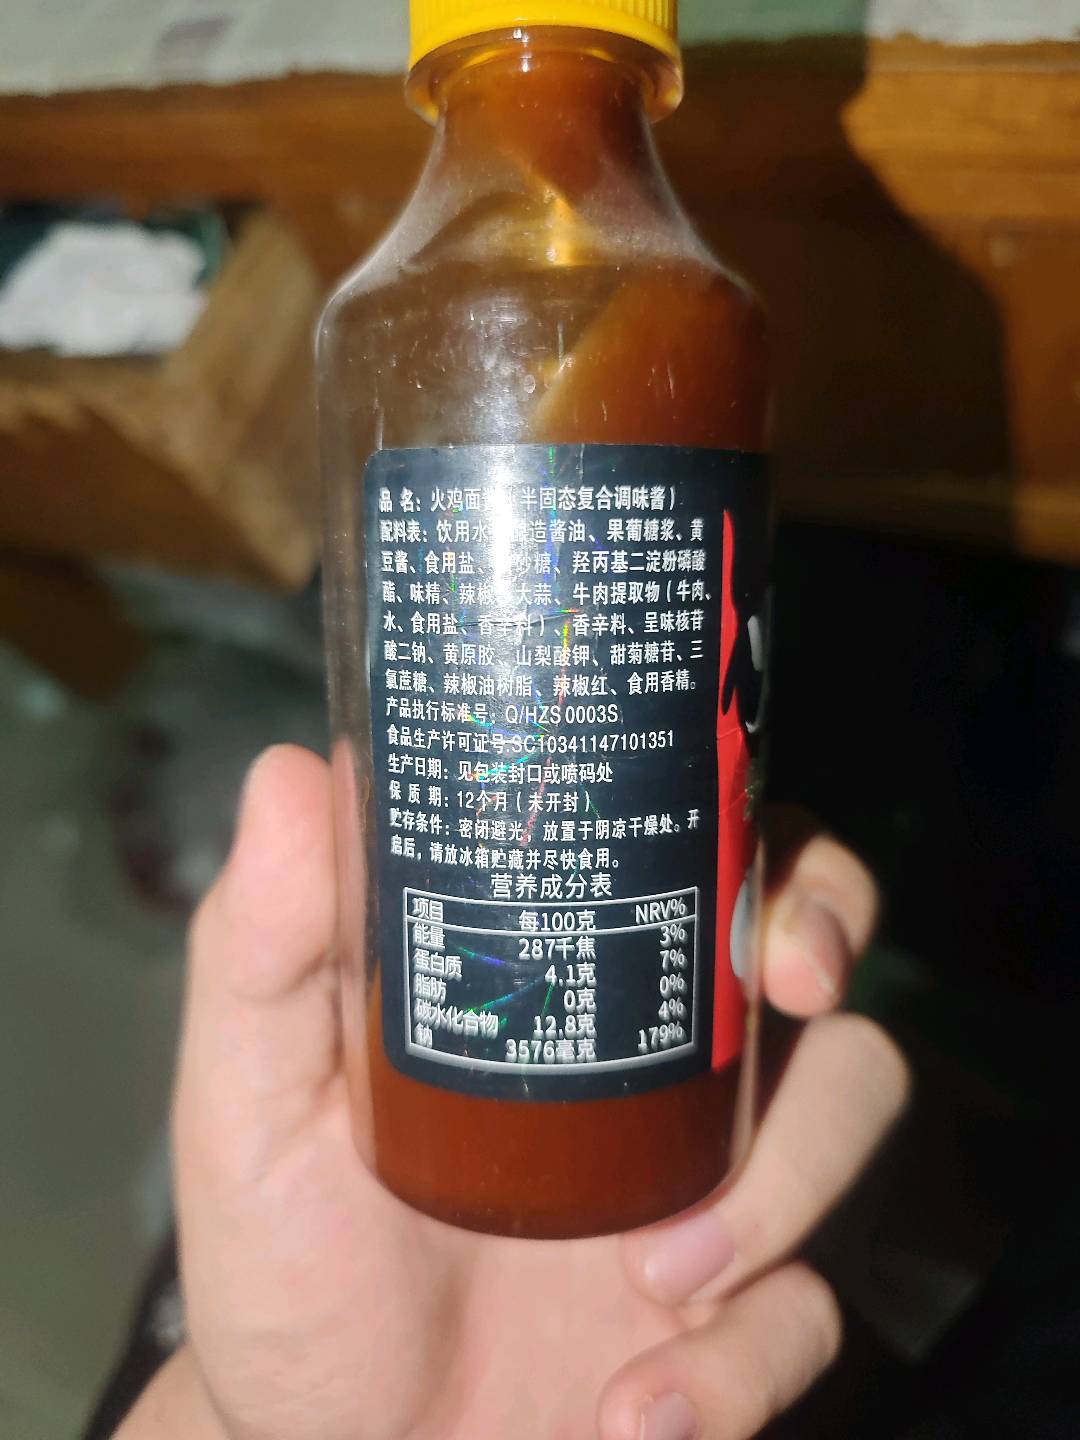 品 名：火鸡面（半固态复合调味酱）
配料表：饮用水、造酱油、果葡糖浆、黄
豆酱、食用盐、砂糖、羟丙基二淀粉磷酸
酯、味精、辣椒、大蒜、牛肉提取物（牛肉、
水、食用盐、香辛料）、香辛料、呈味核苷
酸二钠、黄原胶、山梨酸钾、甜菊糖苷、三
氯蔗糖、辣椒油树脂、辣椒红、食用香精。
产品执行标准号：Q/HZS 0003S
食品生产许可证号:SC10341147101351
生产日期：见包装封口或喷码处
保 质 期：12个月（未开封）
贮存条件：密闭避光，放置于阴凉干燥处。开
启后，请放冰箱贮藏并尽快食用。
营养成分表
项目 每100克 NRV%
能量 287千焦 3%
蛋白质 4.1克 7%
脂肪 0克 0%
碳水化合物 12.8克 4%
钠 3576毫克 179%